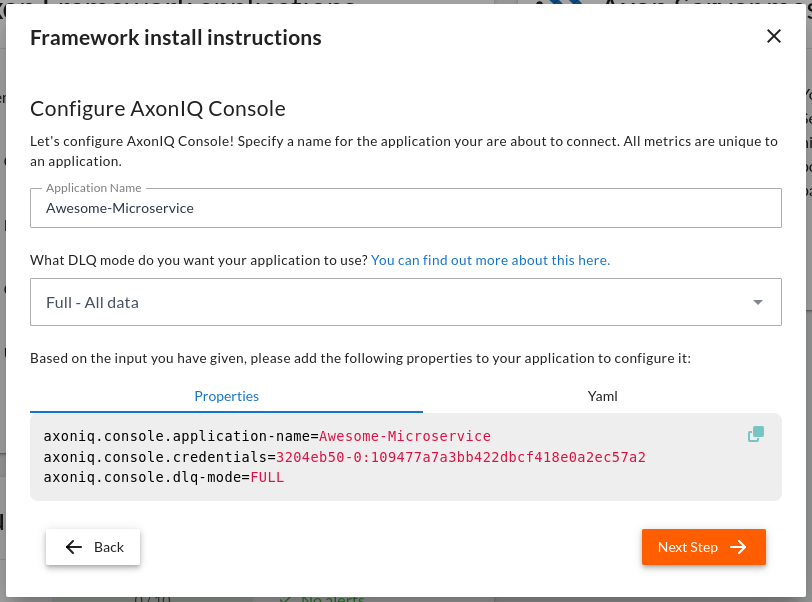 Framework install instructions
Configure AxonIQ Console
Let's configure AxonIQ Console! Specify a name for the application your are about to connect. All metrics are unique to
an application.
Application Name
Awesome-Microservice
What DLQ mode do you want your application to use? You can find out more about this here.
Full - All data
Based on the input you have given, please add the following properties to your application to configure it:
Properties
Yaml
axoniq.console.application-name=Awesome-Microservice
axoniq.console.credentials=3204eb50-0:109477a7a3bb422dbcf418e0a2ec57a2
axoniq.console.dlq-mode=FULL
Back
Next Step
0/10
No alerts